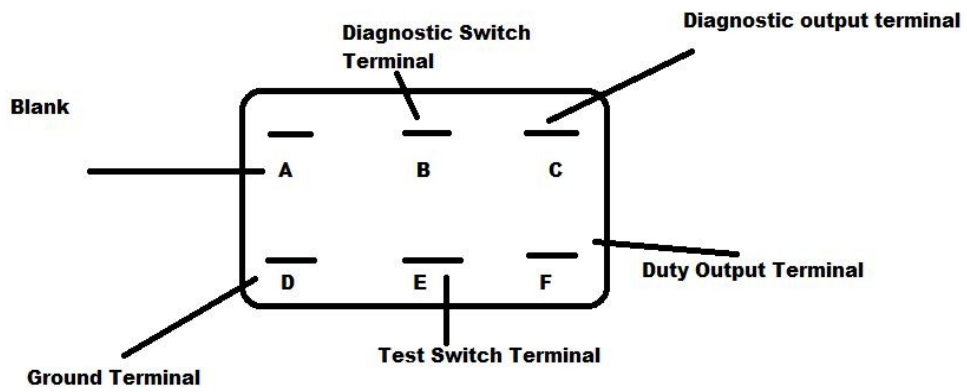 Diagnostic output terminal
Diagnostic Switch
Terminal
Blank
A
B
C
D
E
F
Duty Output Terminal
Test Switch Terminal
Ground Terminal